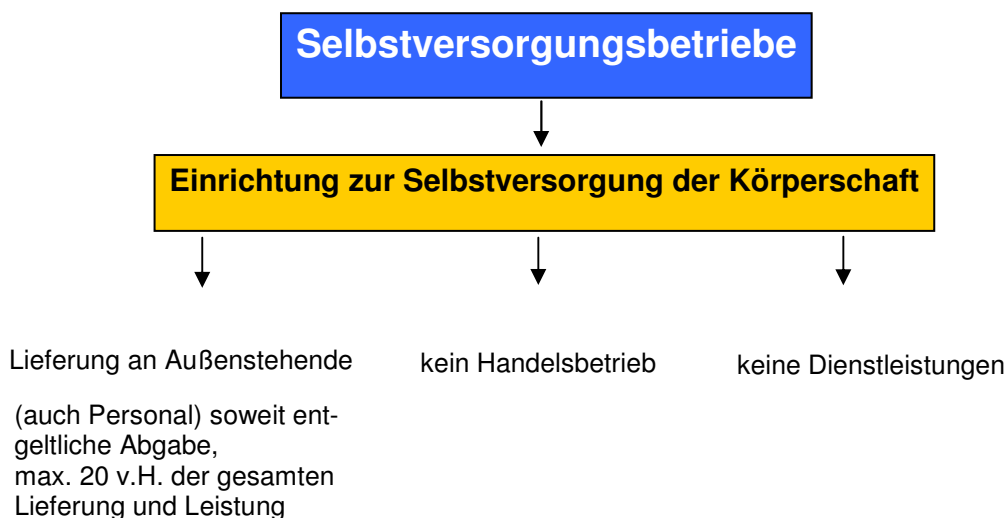 Selbstversorgungsbetriebe
Einrichtung zur Selbstversorgung der Körperschaft
Lieferung an Außenstehende
(auch Personal) soweit ent-
geltliche Abgabe,
max. 20 v.H. der gesamten
Lieferung und Leistung
kein Handelsbetrieb
keine Dienstleistungen